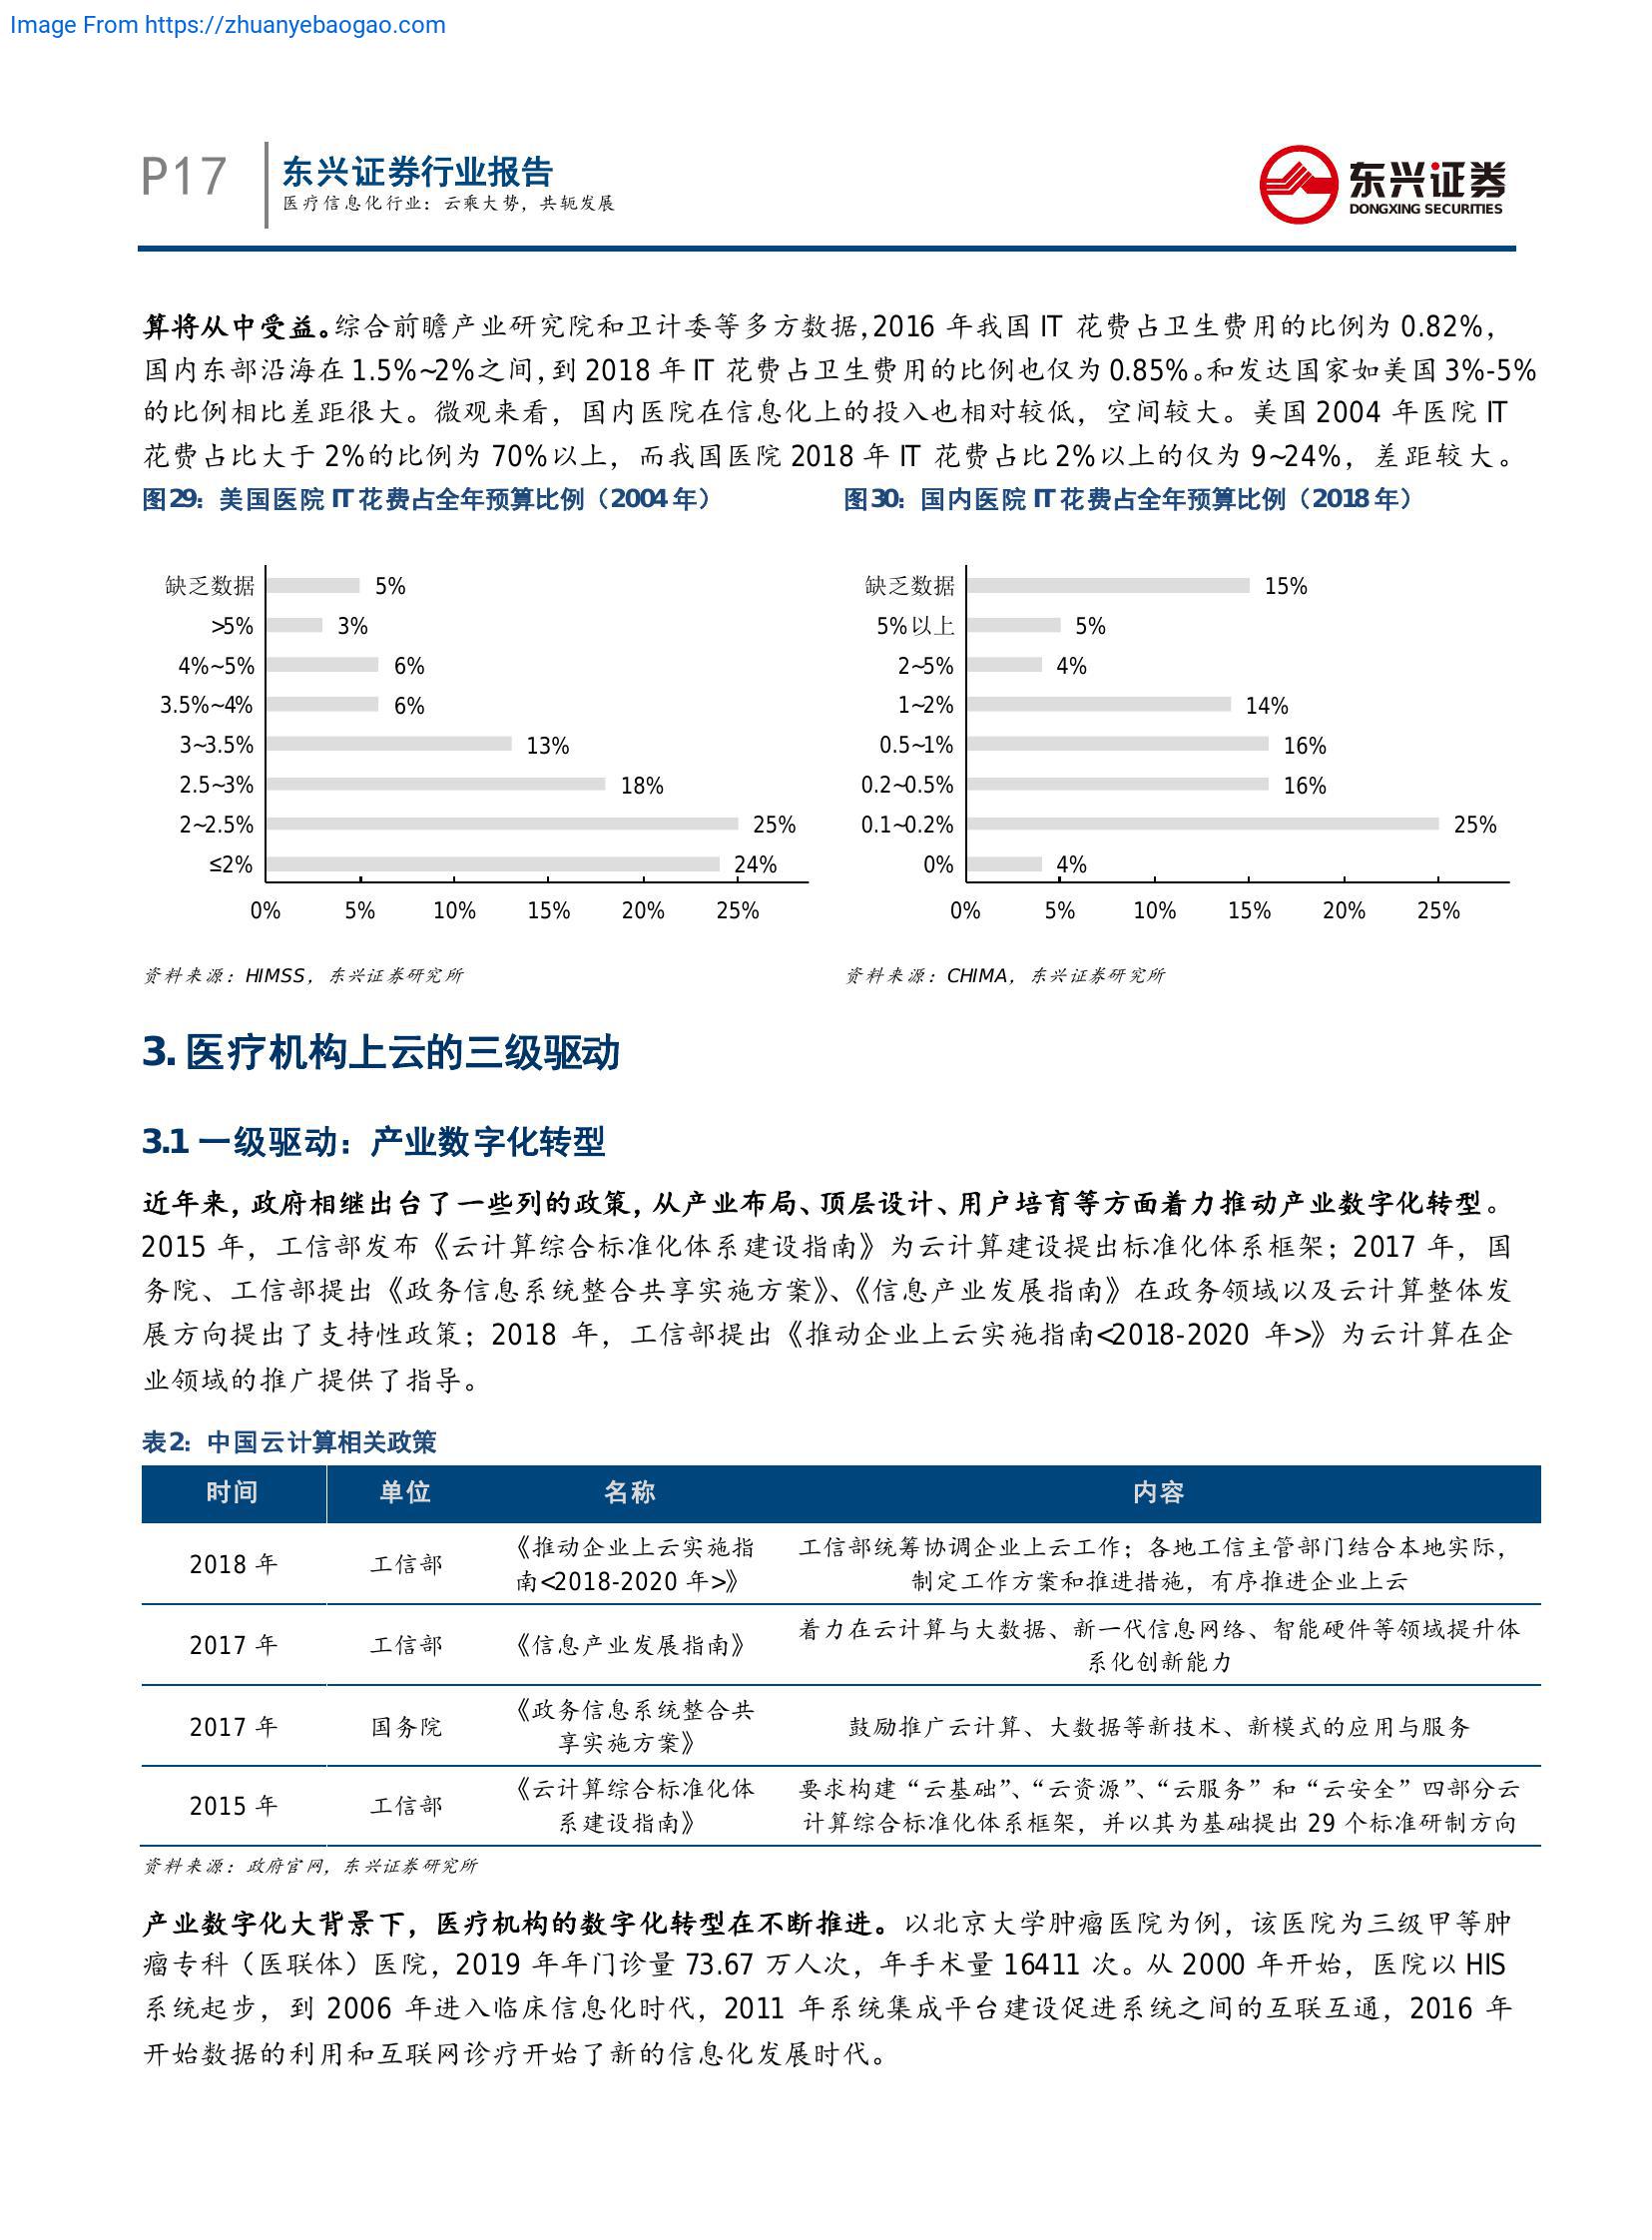 Image From https://zhuanyebaogao.com
P17
东兴证券行业报告
医疗信息化行业：云乘大势，共轭发展
东兴证券
DONGXING SECURITIES
算将从中受益。综合前瞻产业研究院和卫计委等多方数据，2016 年我国 IT 花费占卫生费用的比例为 0.82%，
国内东部沿海在 1.5%~2%之间，到 2018 年 IT 花费占卫生费用的比例也仅为 0.85%。和发达国家如美国 3%-5%
的比例相比差距很大。微观来看，国内医院在信息化上的投入也相对较低，空间较大。美国 2004 年医院 IT
花费占比大于 2%的比例为 70%以上，而我国医院 2018 年 IT 花费占比 2%以上的仅为 9~24%，差距较大。
图29：美国医院 IT 花费占全年预算比例（2004 年）
缺乏数据 5%
>5% 3%
4%~5% 6%
3.5%~4% 6%
3~3.5% 13%
2.5~3% 18%
2~2.5% 25%
≤2% 24%
0% 5% 10% 15% 20% 25%
资料来源：HIMSS，东兴证券研究所
图30：国内医院 IT 花费占全年预算比例（2018 年）
缺乏数据 15%
5%以上 5%
2~5% 4%
1~2% 14%
0.5~1% 16%
0.2~0.5% 16%
0.1~0.2% 25%
0% 4%
0% 5% 10% 15% 20% 25%
资料来源：CHIMA，东兴证券研究所
3. 医疗机构上云的三级驱动
3.1 一级驱动：产业数字化转型
近年来，政府相继出台了一些列的政策，从产业布局、顶层设计、用户培育等方面着力推动产业数字化转型。
2015 年，工信部发布《云计算综合标准化体系建设指南》为云计算建设提出标准化体系框架；2017 年，国
务院、工信部提出《政务信息系统整合共享实施方案》、《信息产业发展指南》在政务领域以及云计算整体发
展方向提出了支持性政策；2018 年，工信部提出《推动企业上云实施指南<2018-2020 年>》为云计算在企
业领域的推广提供了指导。
表2：中国云计算相关政策
时间 单位 名称 内容
2018 年 工信部 《推动企业上云实施指 工信部统筹协调企业上云工作；各地工信主管部门结合本地实际，
南<2018-2020 年>》 制定工作方案和推进措施，有序推进企业上云
2017 年 工信部 《信息产业发展指南》 着力在云计算与大数据、新一代信息网络、智能硬件等领域提升体
系化创新能力
2017 年 国务院 《政务信息系统整合共 鼓励推广云计算、大数据等新技术、新模式的应用与服务
享实施方案》
2015 年 工信部 《云计算综合标准化体 要求构建“云基础”、“云资源”、“云服务”和“云安全”四部分云
系建设指南》 计算综合标准化体系框架，并以其为基础提出 29 个标准研制方向
资料来源：政府官网，东兴证券研究所
产业数字化大背景下，医疗机构的数字化转型在不断推进。以北京大学肿瘤医院为例，该医院为三级甲等肿
瘤专科（医联体）医院，2019 年年门诊量 73.67 万人次，年手术量 16411 次。从 2000 年开始，医院以 HIS
系统起步，到 2006 年进入临床信息化时代，2011 年系统集成平台建设促进系统之间的互联互通，2016 年
开始数据的利用和互联网诊疗开始了新的信息化发展时代。